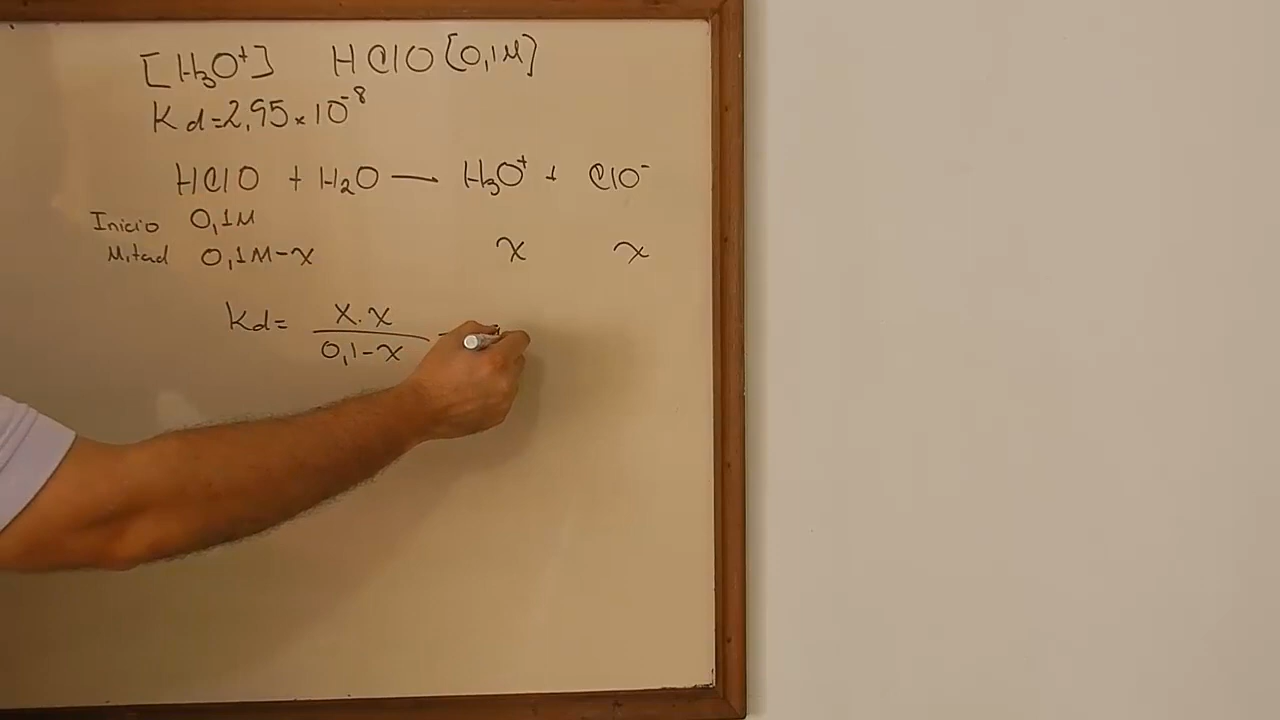 [H₃O⁺] HClO [0,1M]
Kd=2,95×10⁻⁸
HClO + H₂O — H₃O⁺ + ClO⁻
Inicio 0,1M
Mitad 0,1M-x x x
Kd= x.x
0,1-x